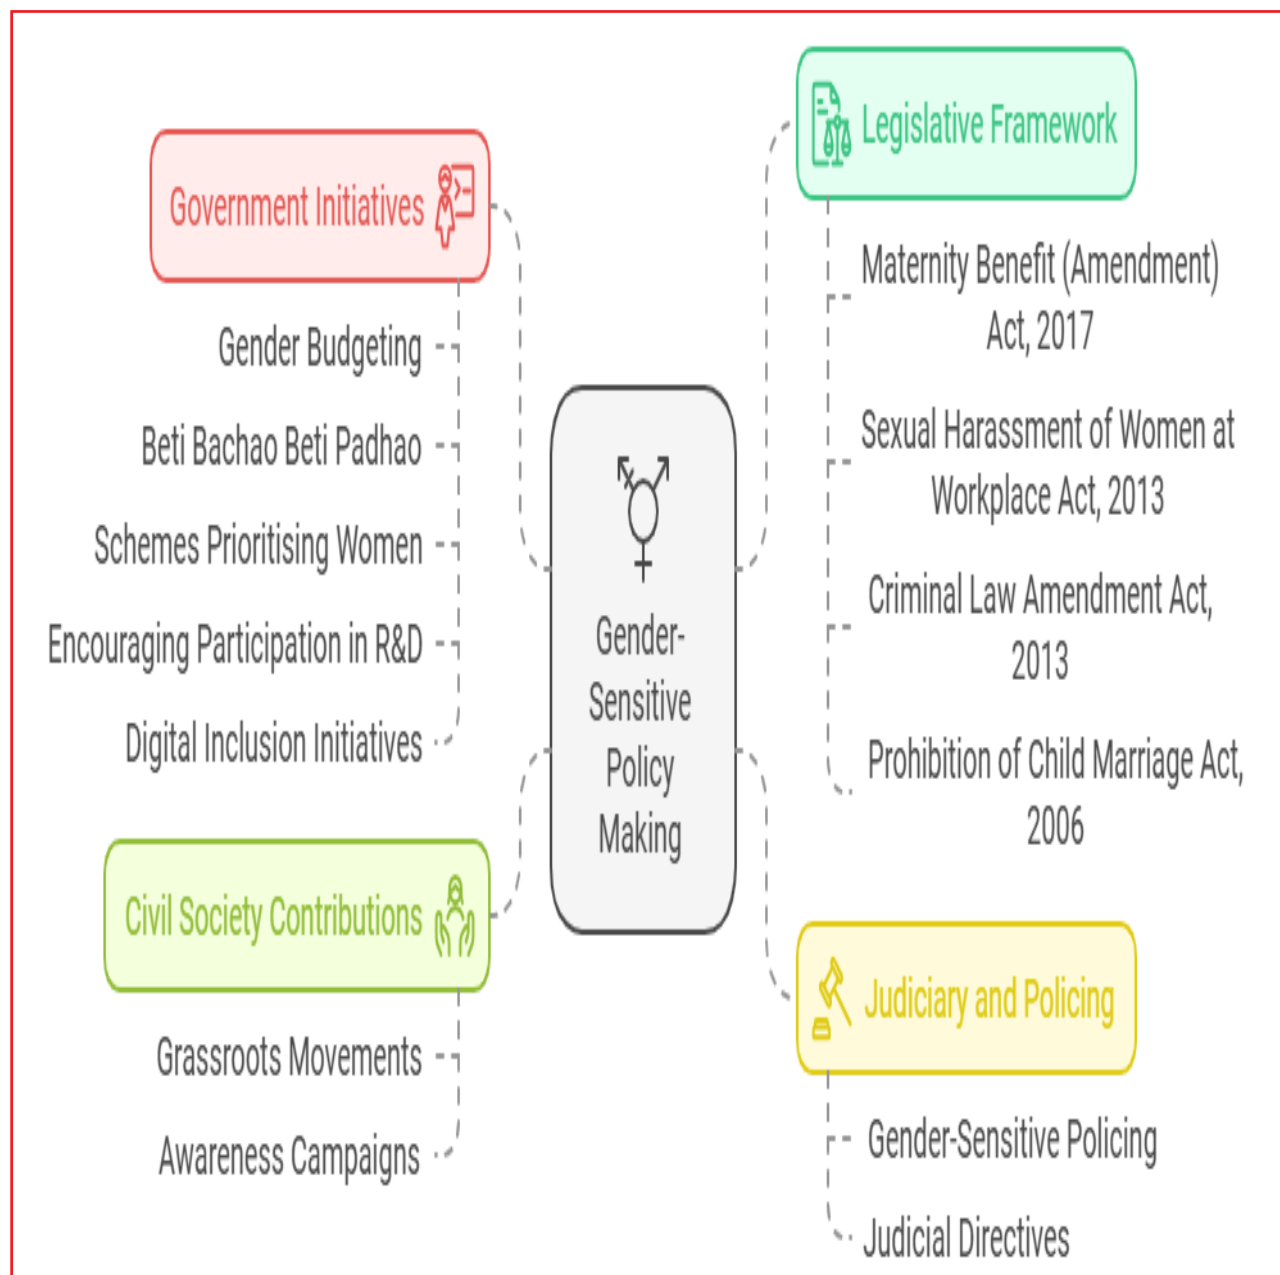 Government Initiatives
Gender Budgeting
Beti Bachao Beti Padhao
Schemes Prioritising Women
Encouraging Participation in R&D
Digital Inclusion Initiatives
Civil Society Contributions
Grassroots Movements
Awareness Campaigns
Gender-
Sensitive
Policy
Making
Legislative Framework
Maternity Benefit (Amendment)
Act, 2017
Sexual Harassment of Women at
Workplace Act, 2013
Criminal Law Amendment Act,
2013
Prohibition of Child Marriage Act,
2006
Judiciary and Policing
Gender-Sensitive Policing
Judicial Directives